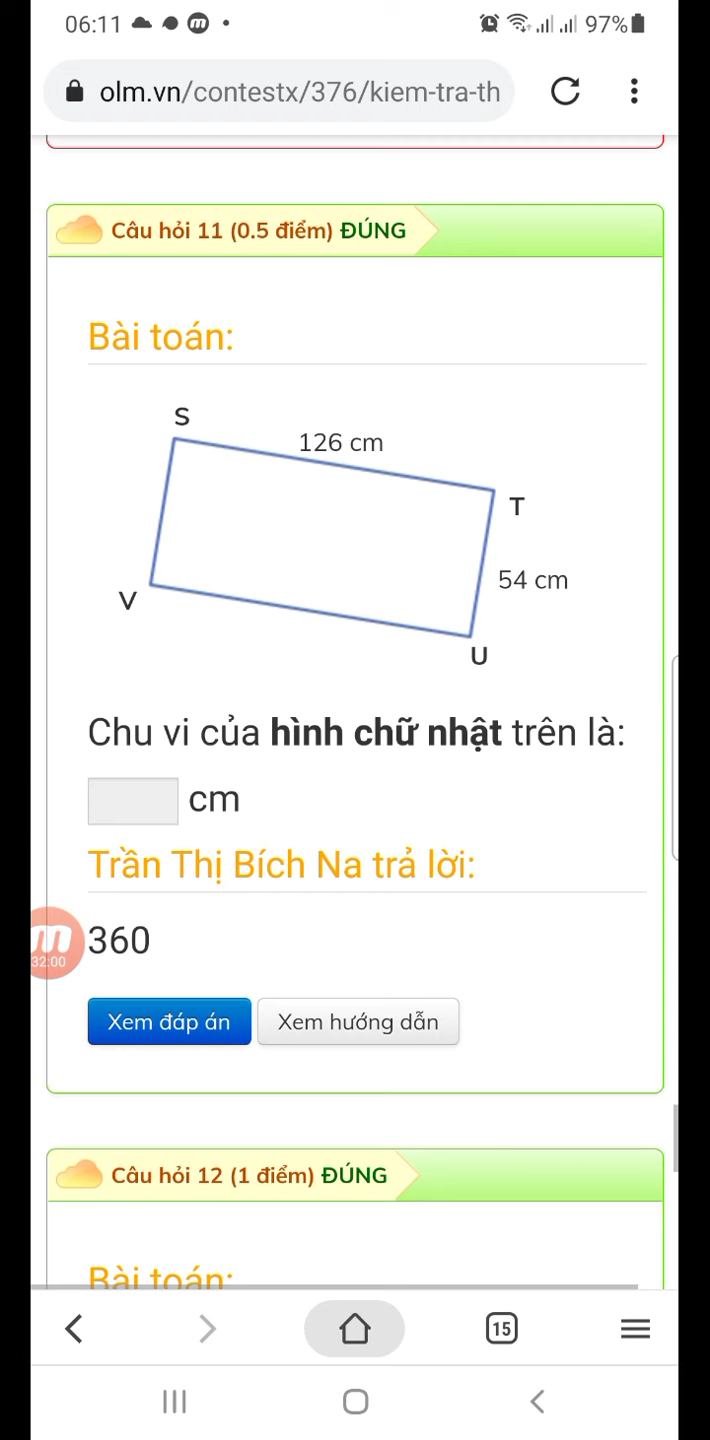 06:11 97%
olm.vn/contestx/376/kiem-tra-th
Câu hỏi 11 (0.5 điểm) ĐÚNG
Bài toán:
S
126 cm
T
54 cm
V
U
Chu vi của hình chữ nhật trên là:
cm
Trần Thị Bích Na trả lời:
360
32:00
Xem đáp án Xem hướng dẫn
Câu hỏi 12 (1 điểm) ĐÚNG
Bài toán:
15